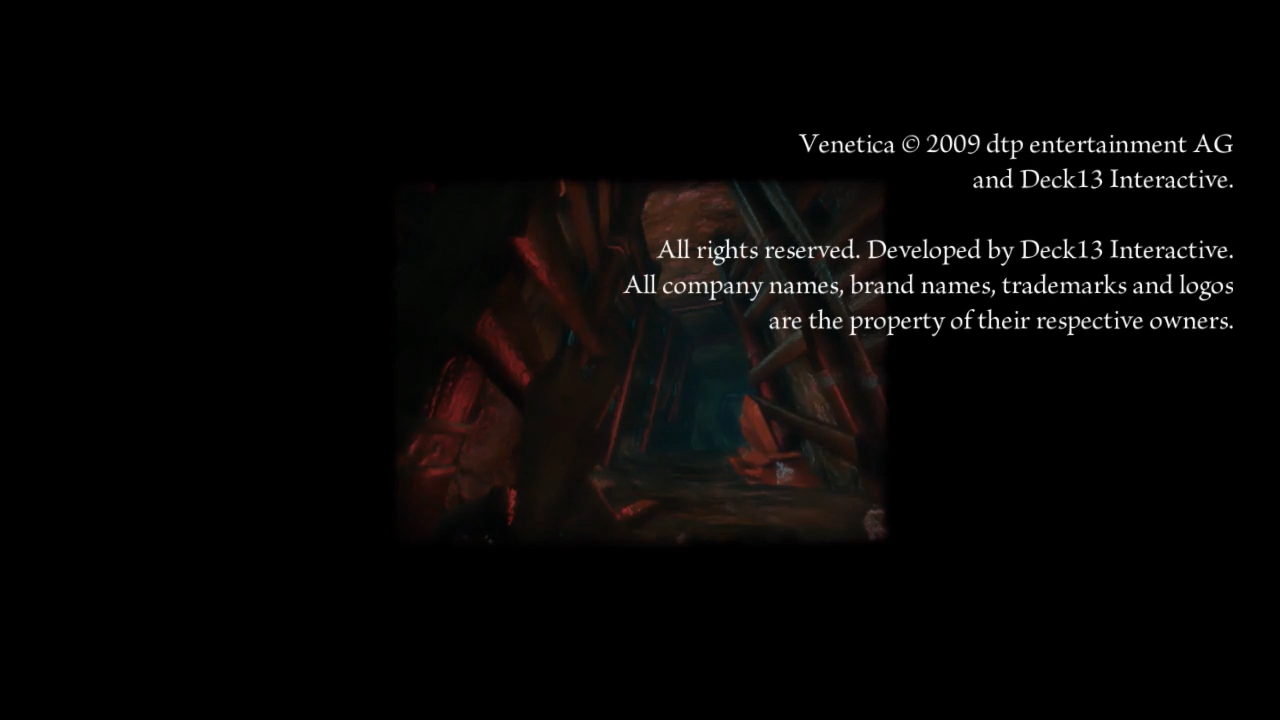 Venetica © 2009 dtp entertainment AG
and Deck13 Interactive.
All rights reserved. Developed by Deck13 Interactive.
All company names, brand names, trademarks and logos
are the property of their respective owners.